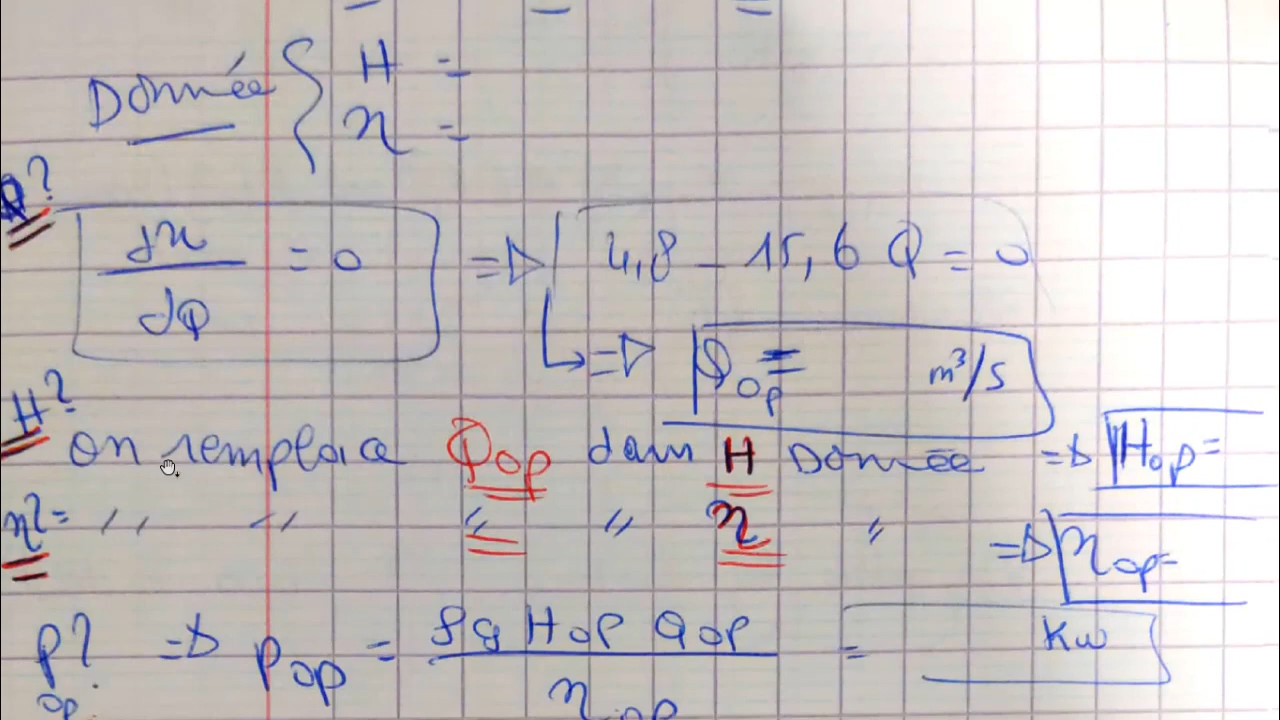 Donnée { H =
η =
Q?
dη / dQ = 0 => 4,8 - 15,6 Q = 0
=> Qop = m³/s
H?
on remplace Qop dans H Donnée => Hop =
η? = " " " " η " => ηop =
P? op => Pop = ρg Hop Qop / ηop = Kw